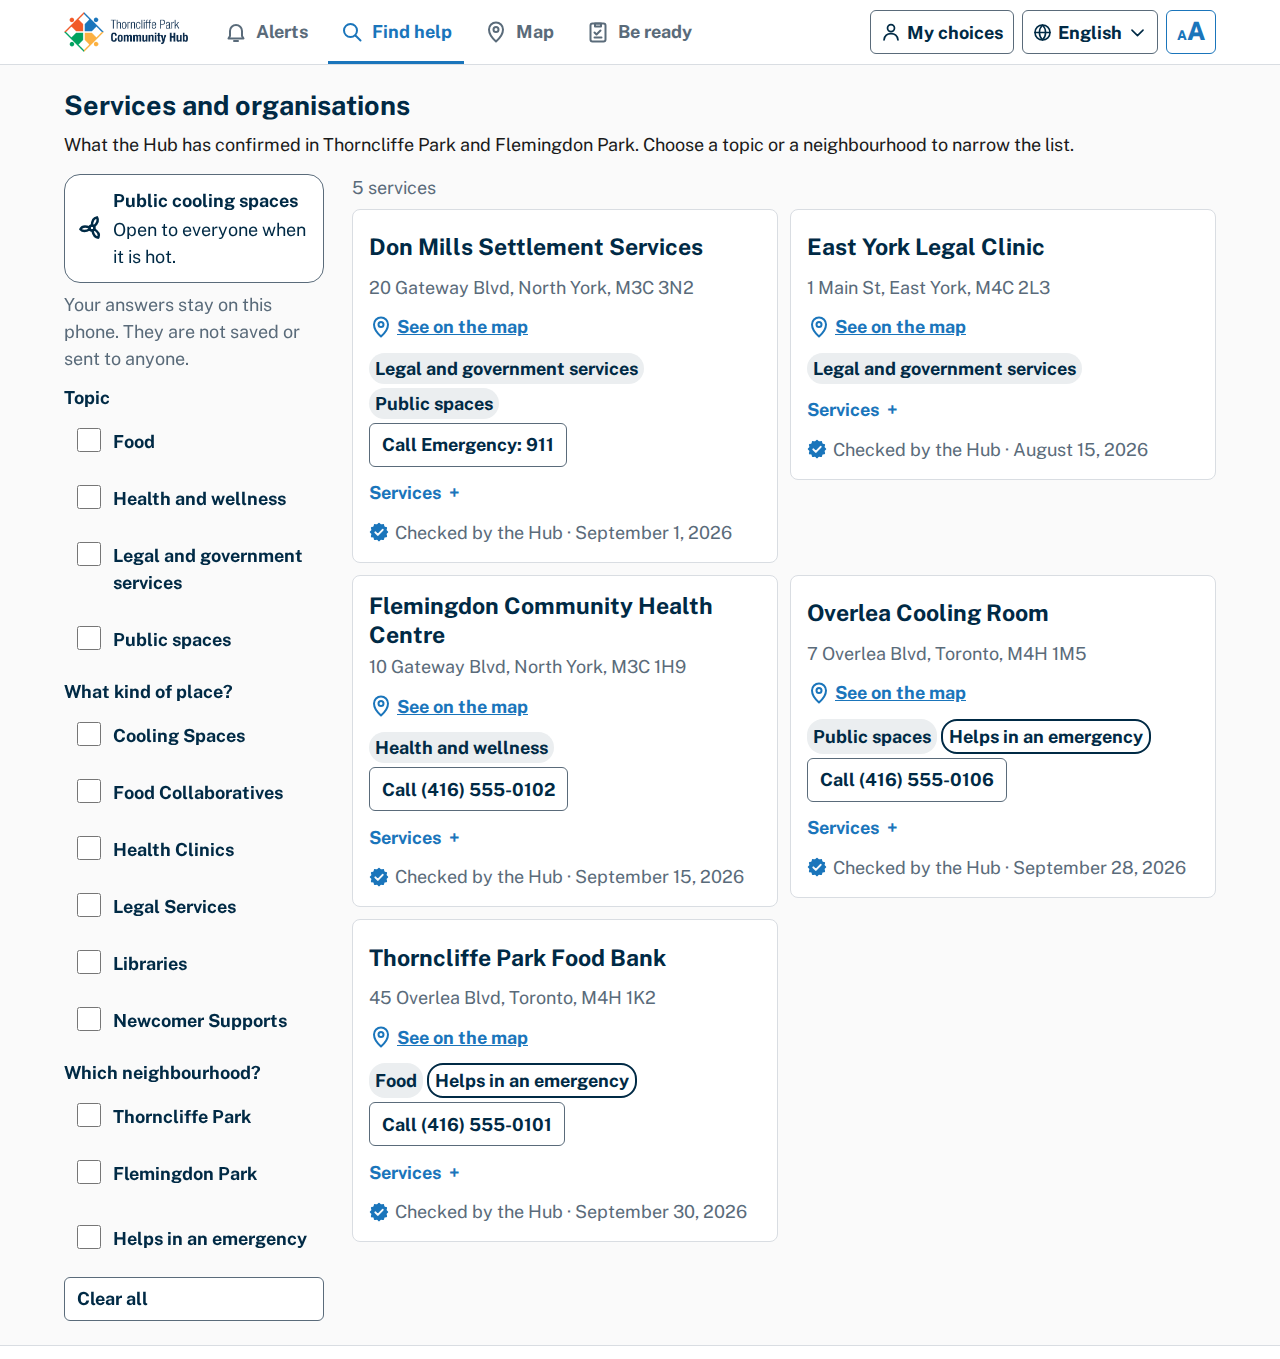 Thorncliffe Park
Community Hub
Alerts
Find help
Map
Be ready
My choices
English
AA
Services and organisations
What the Hub has confirmed in Thorncliffe Park and Flemingdon Park. Choose a topic or a neighbourhood to narrow the list.
Public cooling spaces
Open to everyone when
it is hot.
Your answers stay on this
phone. They are not saved or
sent to anyone.
Topic
Food
Health and wellness
Legal and government
services
Public spaces
What kind of place?
Cooling Spaces
Food Collaboratives
Health Clinics
Legal Services
Libraries
Newcomer Supports
Which neighbourhood?
Thorncliffe Park
Flemingdon Park
Helps in an emergency
Clear all
5 services
Don Mills Settlement Services
20 Gateway Blvd, North York, M3C 3N2
See on the map
Legal and government services
Public spaces
Call Emergency: 911
Services +
Checked by the Hub · September 1, 2026
East York Legal Clinic
1 Main St, East York, M4C 2L3
See on the map
Legal and government services
Services +
Checked by the Hub · August 15, 2026
Flemingdon Community Health
Centre
10 Gateway Blvd, North York, M3C 1H9
See on the map
Health and wellness
Call (416) 555-0102
Services +
Checked by the Hub · September 15, 2026
Overlea Cooling Room
7 Overlea Blvd, Toronto, M4H 1M5
See on the map
Public spaces Helps in an emergency
Call (416) 555-0106
Services +
Checked by the Hub · September 28, 2026
Thorncliffe Park Food Bank
45 Overlea Blvd, Toronto, M4H 1K2
See on the map
Food Helps in an emergency
Call (416) 555-0101
Services +
Checked by the Hub · September 30, 2026